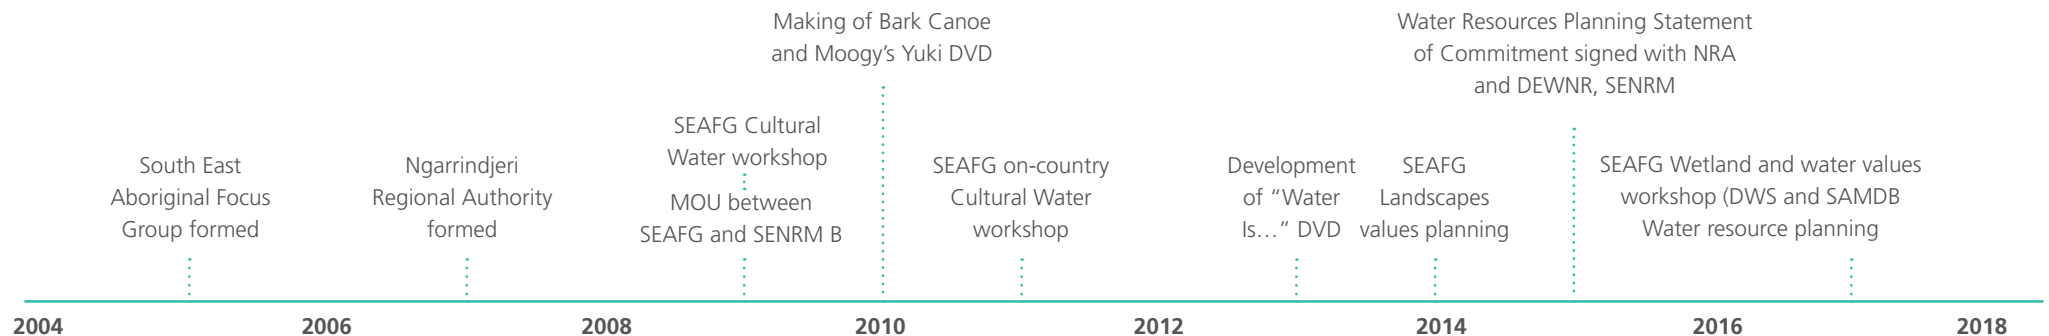 Making of Bark Canoe
and Moogy's Yuki DVD
Water Resources Planning Statement
of Commitment signed with NRA
and DEWNR, SENRM
SEAFG Cultural
Water workshop
South East
Aboriginal Focus
Group formed
Ngarrindjeri
Regional Authority
formed
MOU between
SEAFG and SENRM B
SEAFG on-country
Cultural Water
workshop
Development
of “Water
Is…” DVD
SEAFG
Landscapes
values planning
SEAFG Wetland and water values
workshop (DWS and SAMDB
Water resource planning
2004 2006 2008 2010 2012 2014 2016 2018